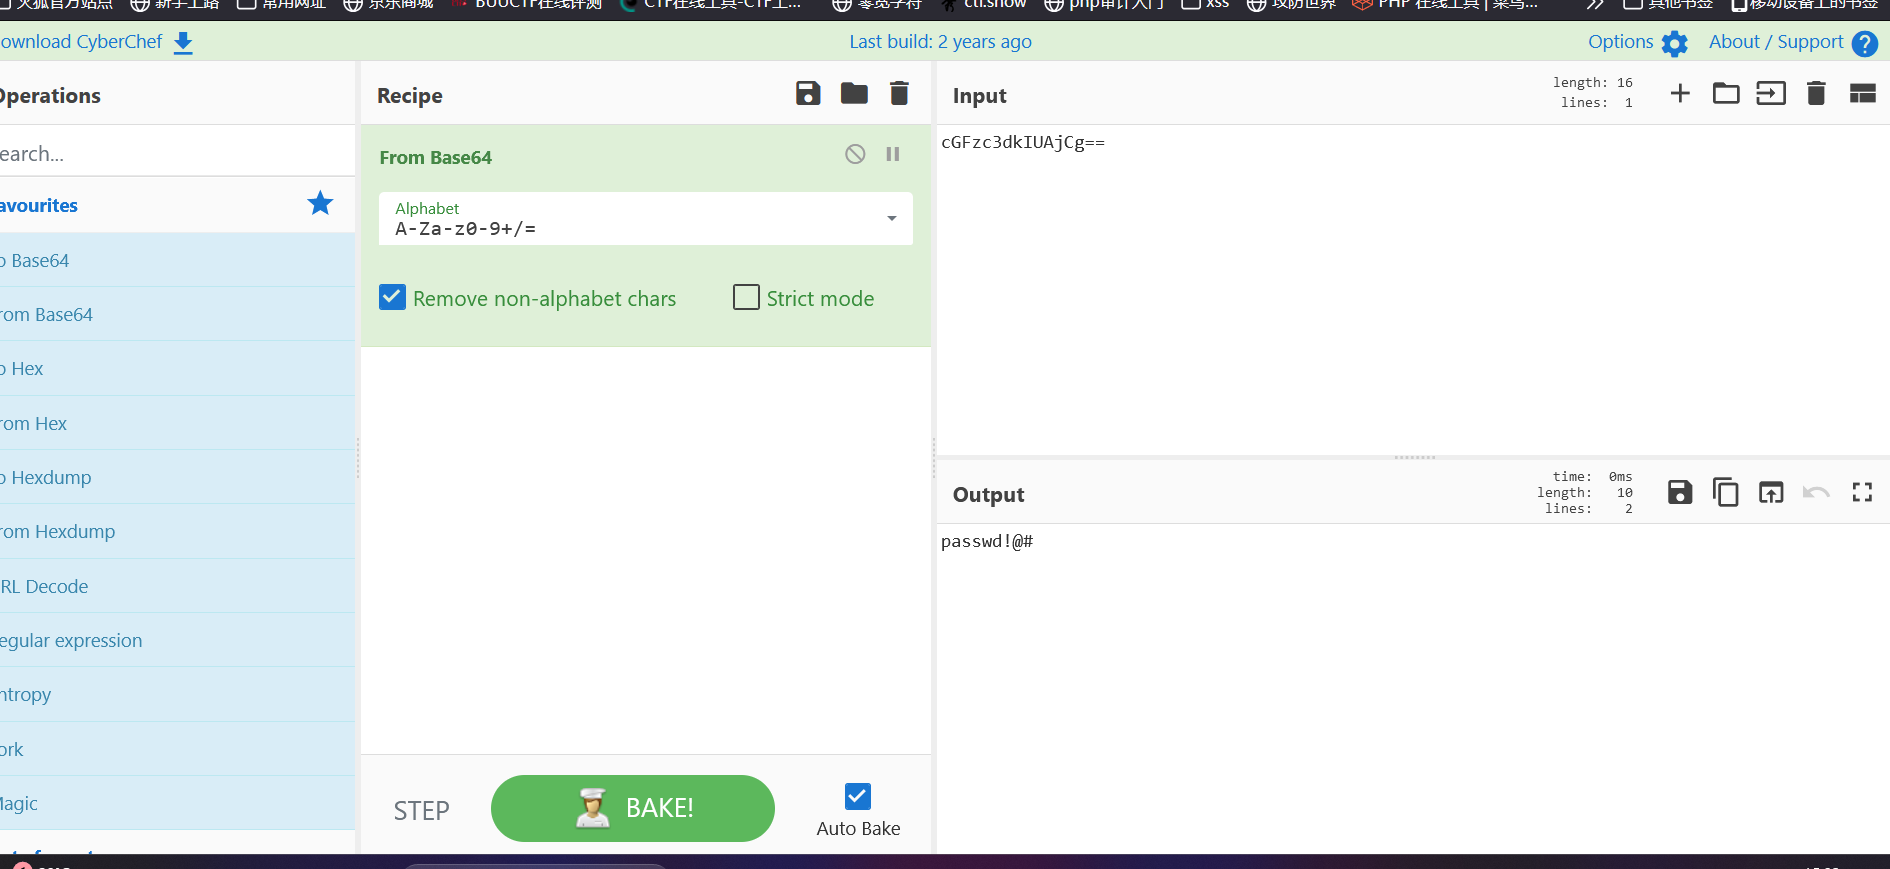 火狐官方站点 新手上路 常用网址 京东商城 BUUCTF在线评测 CTF在线工具-CTF工... 零宽字符 ctf.show php审计入门 xss 攻防世界 PHP 在线工具 | 菜鸟... 其他书签 移动设备上的书签
ownload CyberChef Last build: 2 years ago Options About / Support
Operations
earch...
avourites
o Base64
rom Base64
o Hex
rom Hex
o Hexdump
rom Hexdump
RL Decode
egular expression
ntropy
ork
Magic
Recipe
From Base64
Alphabet
A-Za-z0-9+/=
Remove non-alphabet chars Strict mode
STEP BAKE!
Auto Bake
Input
length: 16
lines: 1
cGFzc3dkIUAjCg==
Output
time: 0ms
length: 10
lines: 2
passwd!@#